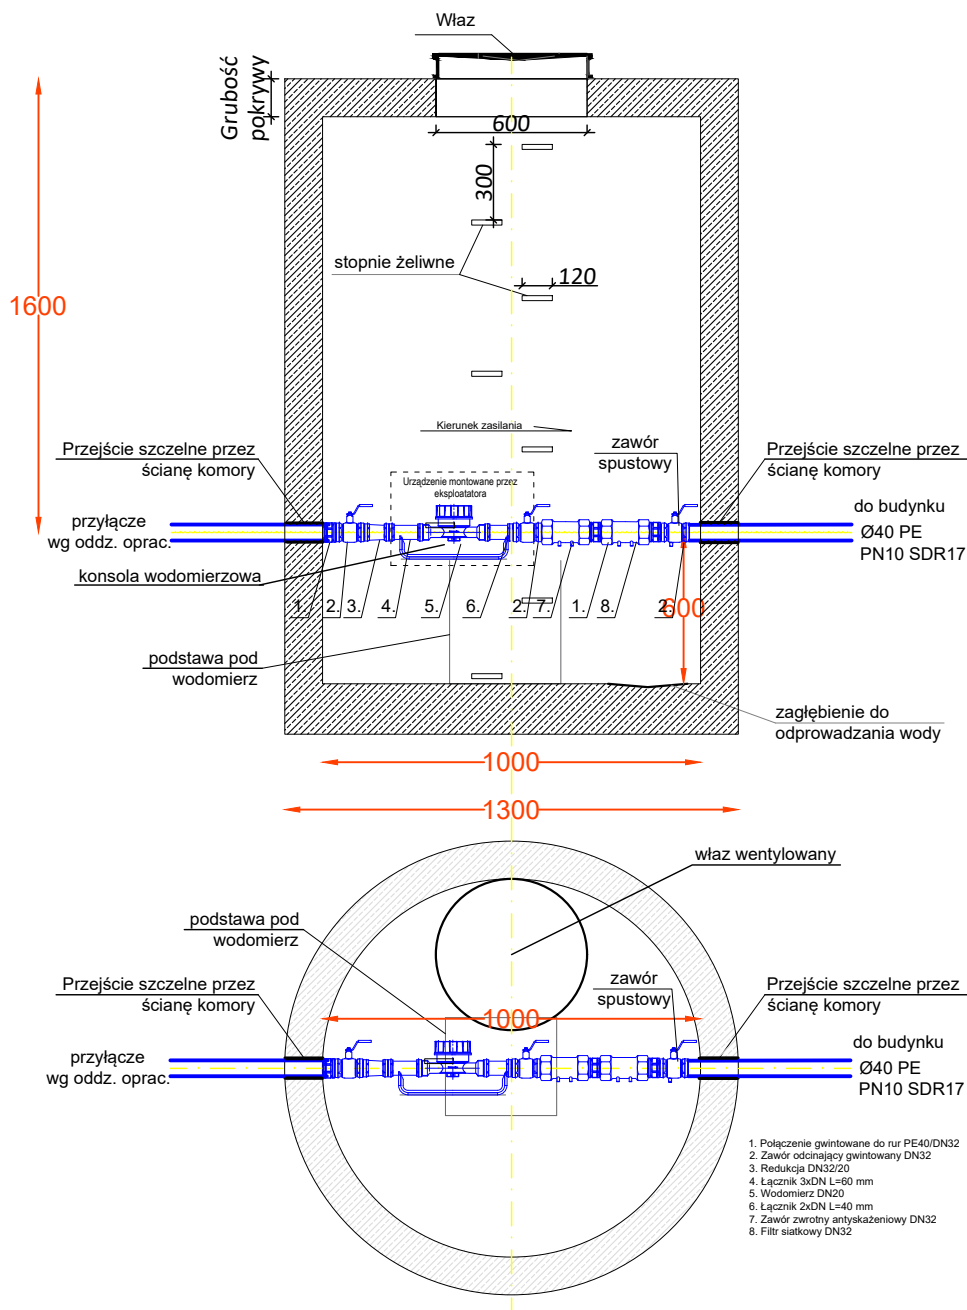 Właz
Grubość
pokrywy
600
300
stopnie żeliwne
120
1600
Kierunek zasilania
zawór
spustowy
Przejście szczelne przez
ścianę komory
Przejście szczelne przez
ścianę komory
Urządzenie montowane przez
eksploatatora
przyłącze
wg oddz. oprac.
do budynku
Ø40 PE
PN10 SDR17
konsola wodomierzowa
1. 2. 3. 4. 5. 6. 2. 7. 1. 8. 2.
600
podstawa pod
wodomierz
zagłębienie do
odprowadzania wody
1000
1300
właz wentylowany
podstawa pod
wodomierz
Przejście szczelne przez
ścianę komory
zawór
spustowy
Przejście szczelne przez
ścianę komory
1000
przyłącze
wg oddz. oprac.
do budynku
Ø40 PE
PN10 SDR17
1. Połączenie gwintowane do rur PE40/DN32
2. Zawór odcinający gwintowany DN32
3. Redukcja DN32/20
4. Łącznik 3xDN L=60 mm
5. Wodomierz DN20
6. Łącznik 2xDN L=40 mm
7. Zawór zwrotny antyskażeniowy DN32
8. Filtr siatkowy DN32